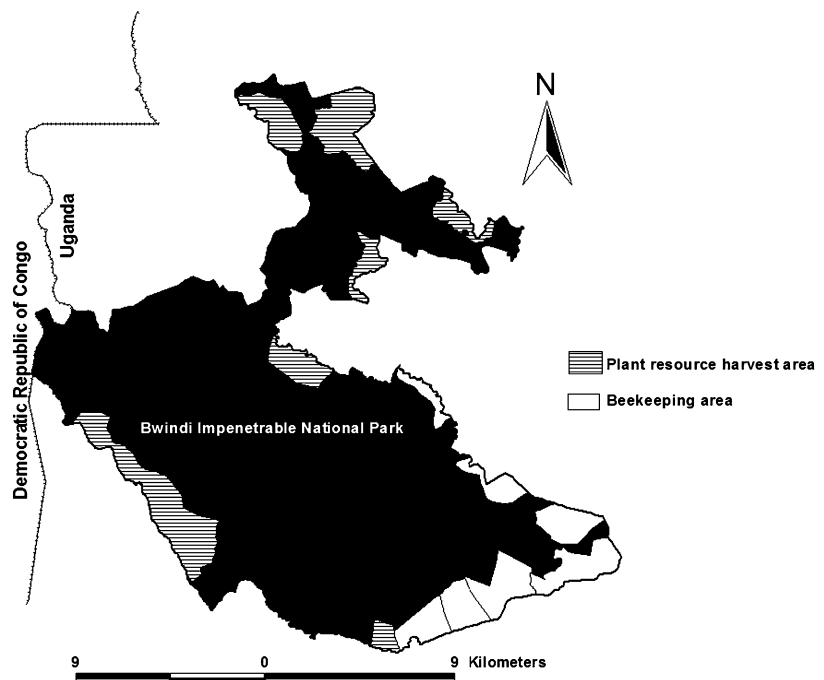 N
Uganda
Democratic Republic of Congo
Plant resource harvest area
Beekeeping area
Bwindi Impenetrable National Park
9 0 9 Kilometers